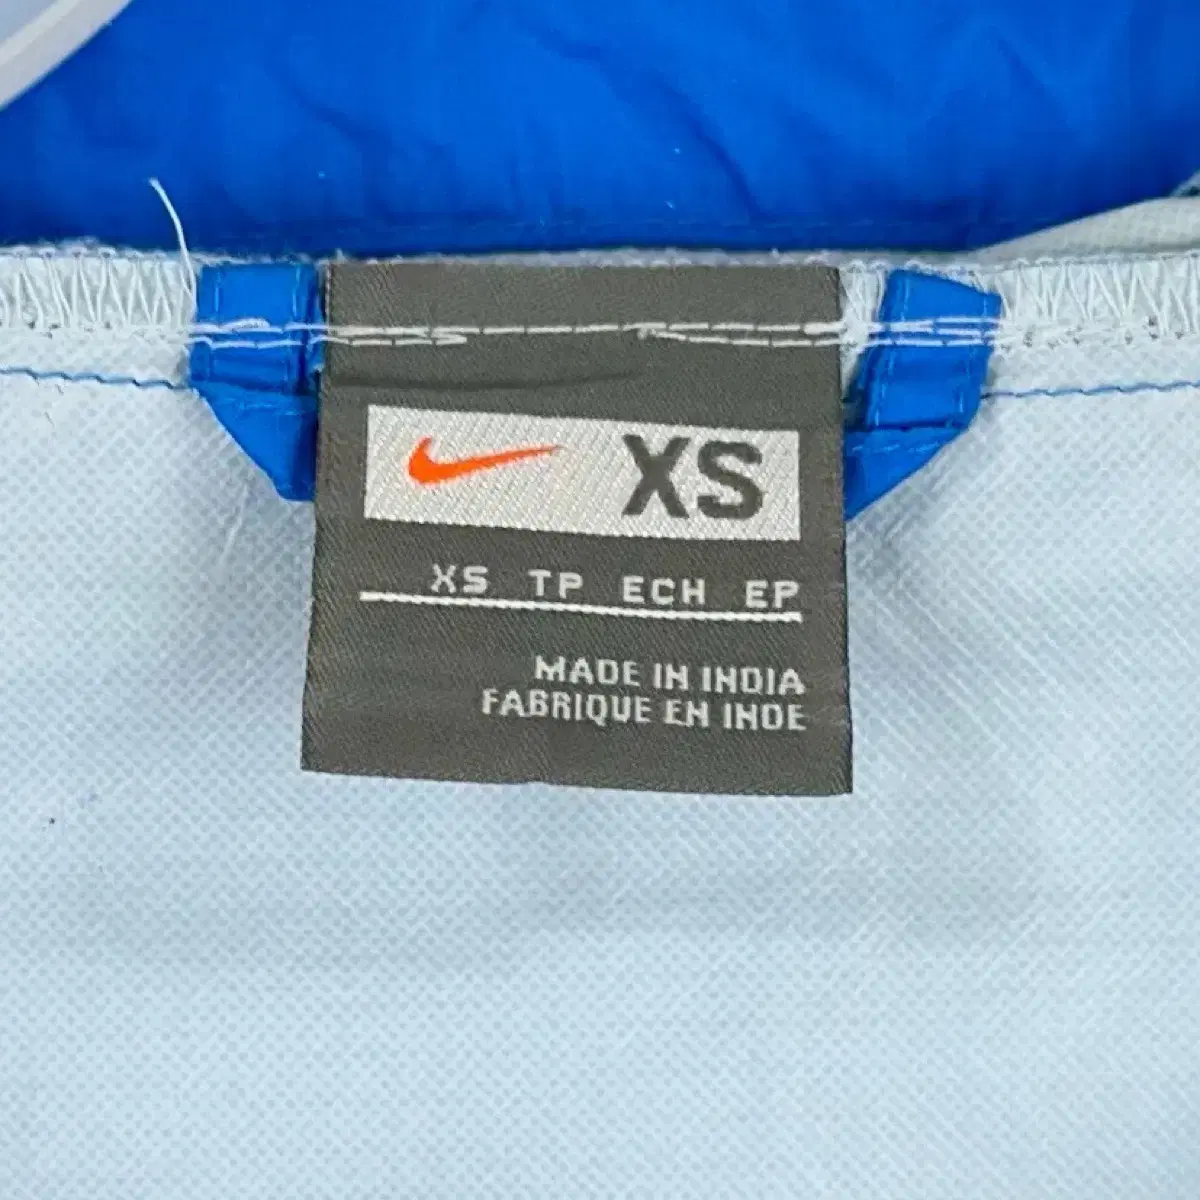 XS
XS TP ECH EP
MADE IN INDIA
FABRIQUE EN INDE